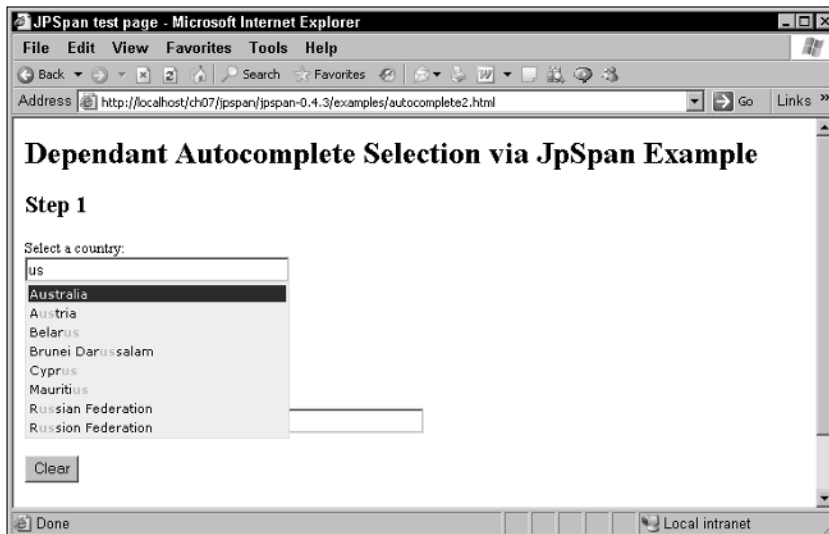 JPSpan test page - Microsoft Internet Explorer
File Edit View Favorites Tools Help
Back Search Favorites
Address http://localhost/ch07/jpspan/jpspan-0.4.3/examples/autocomplete2.html Go Links »
Dependant Autocomplete Selection via JpSpan Example
Step 1
Select a country:
us
Australia
Austria
Belarus
Brunei Darussalam
Cyprus
Mauritius
Russian Federation
Russion Federation
Clear
Done Local intranet